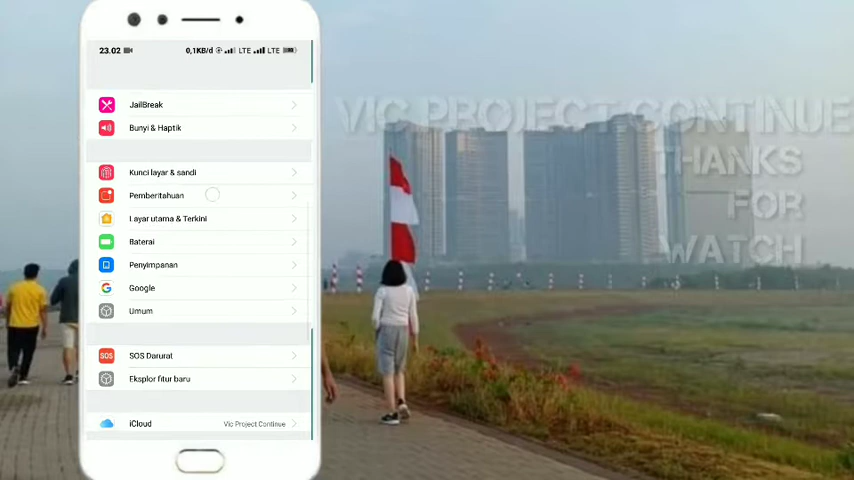 23.02
0,1KB/d LTE LTE
JailBreak
Bunyi & Haptik
Kunci layar & sandi
Pemberitahuan
Layar utama & Terkini
Baterai
Penyimpanan
Google
Umum
SOS
SOS Darurat
Eksplor fitur baru
iCloud
Vic Project Continue
VIC PROJECT CONTINUE
THANKS
FOR
WATCH